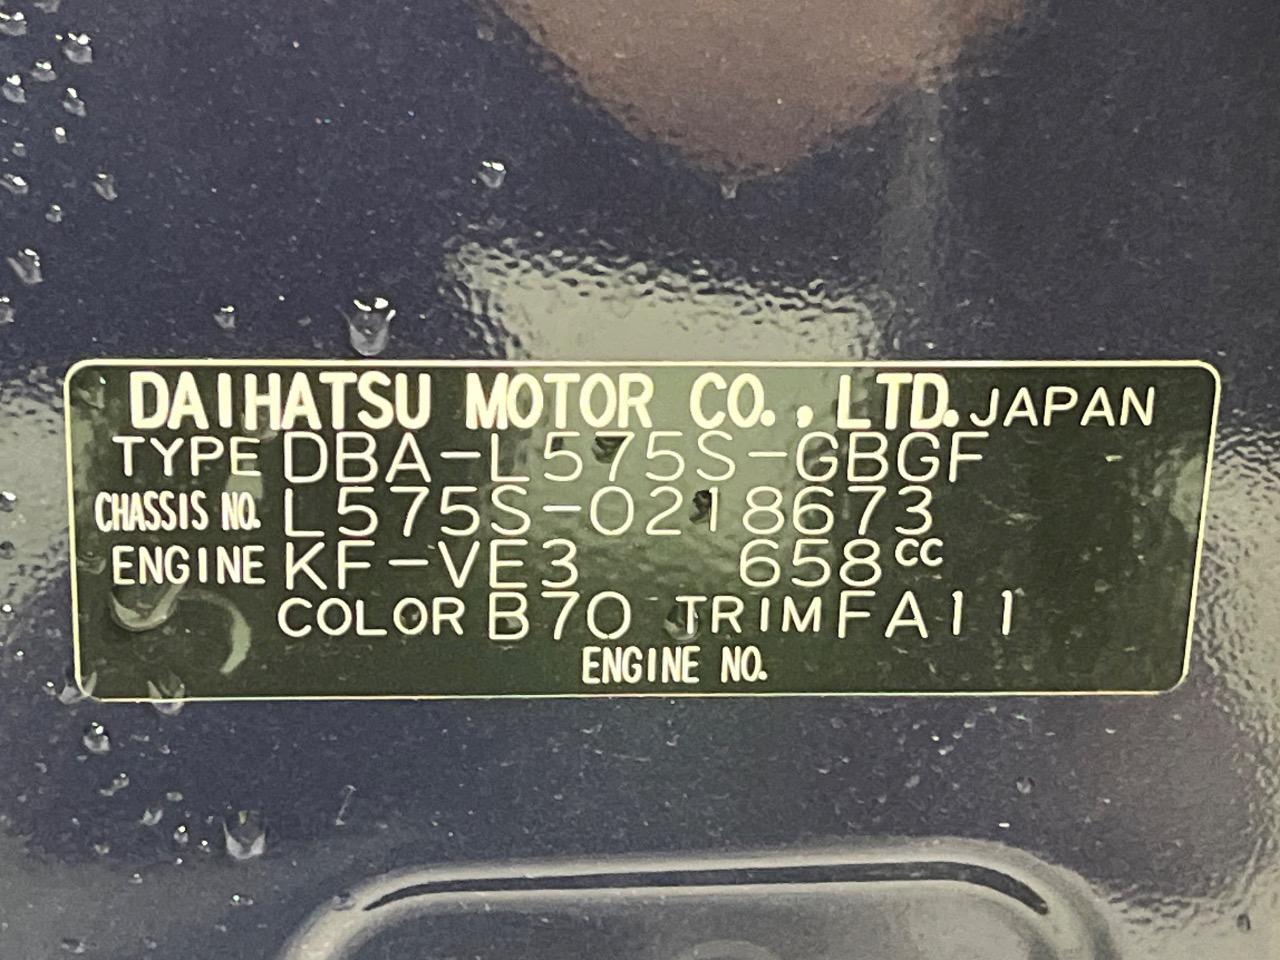 DAIHATSU MOTOR CO., LTD. JAPAN
TYPE DBA-L575S-GBGF
CHASSIS NO. L575S-0218673
ENGINE KF-VE3 658cc
COLOR B70 TRIM FA11
ENGINE NO.